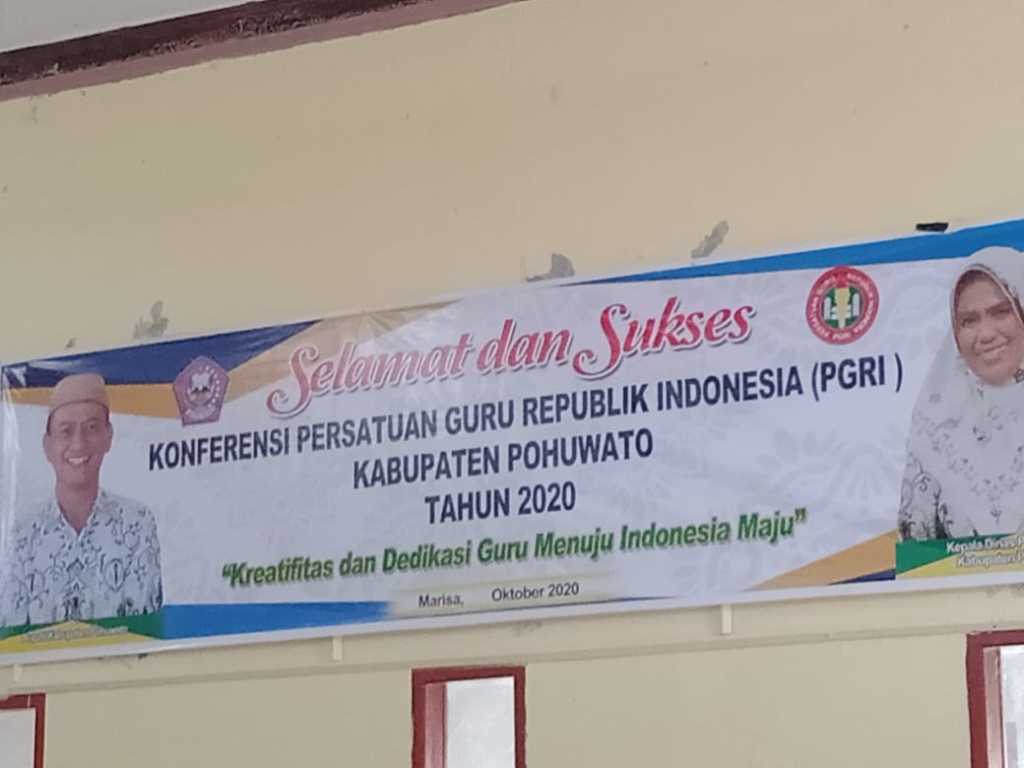 Selamat dan Sukses
KONFERENSI PERSATUAN GURU REPUBLIK INDONESIA (PGRI )
KABUPATEN POHUWATO
TAHUN 2020
"Kreatifitas dan Dedikasi Guru Menuju Indonesia Maju"
Marisa, Oktober 2020
Kepala Dinas
Kabupaten